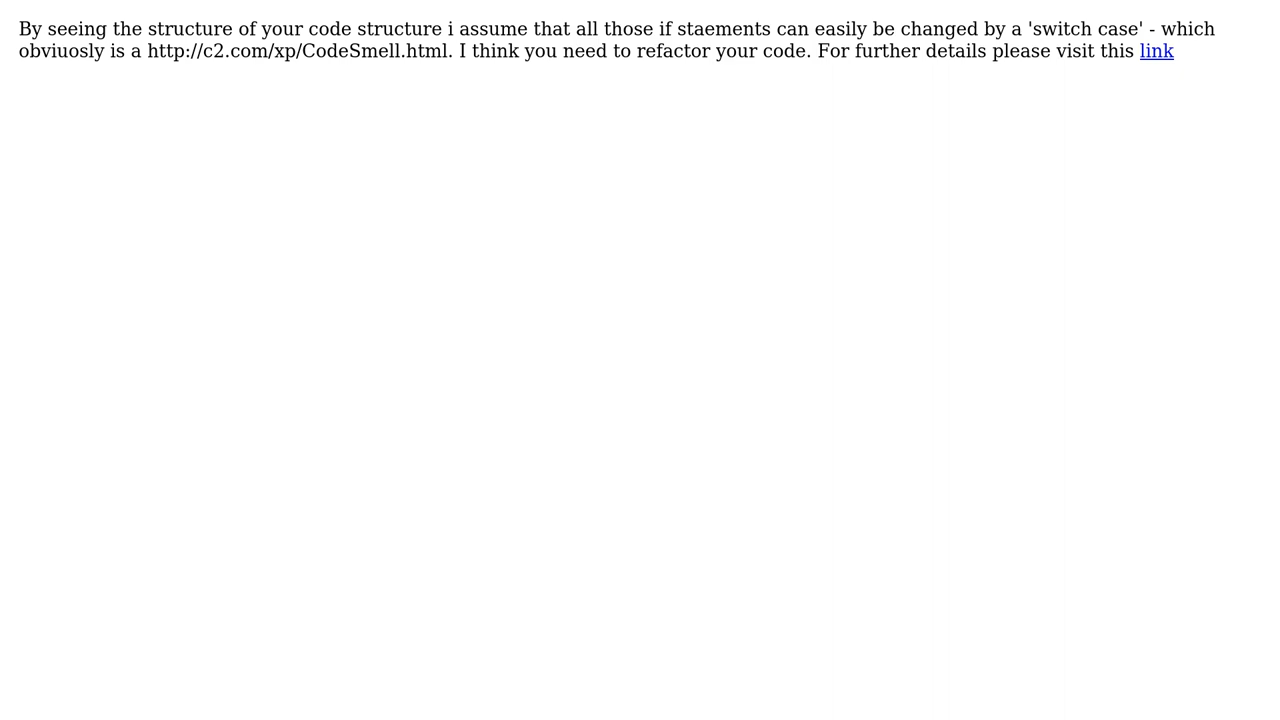 By seeing the structure of your code structure i assume that all those if staements can easily be changed by a 'switch case' - which
obviuosly is a http://c2.com/xp/CodeSmell.html. I think you need to refactor your code. For further details please visit this link